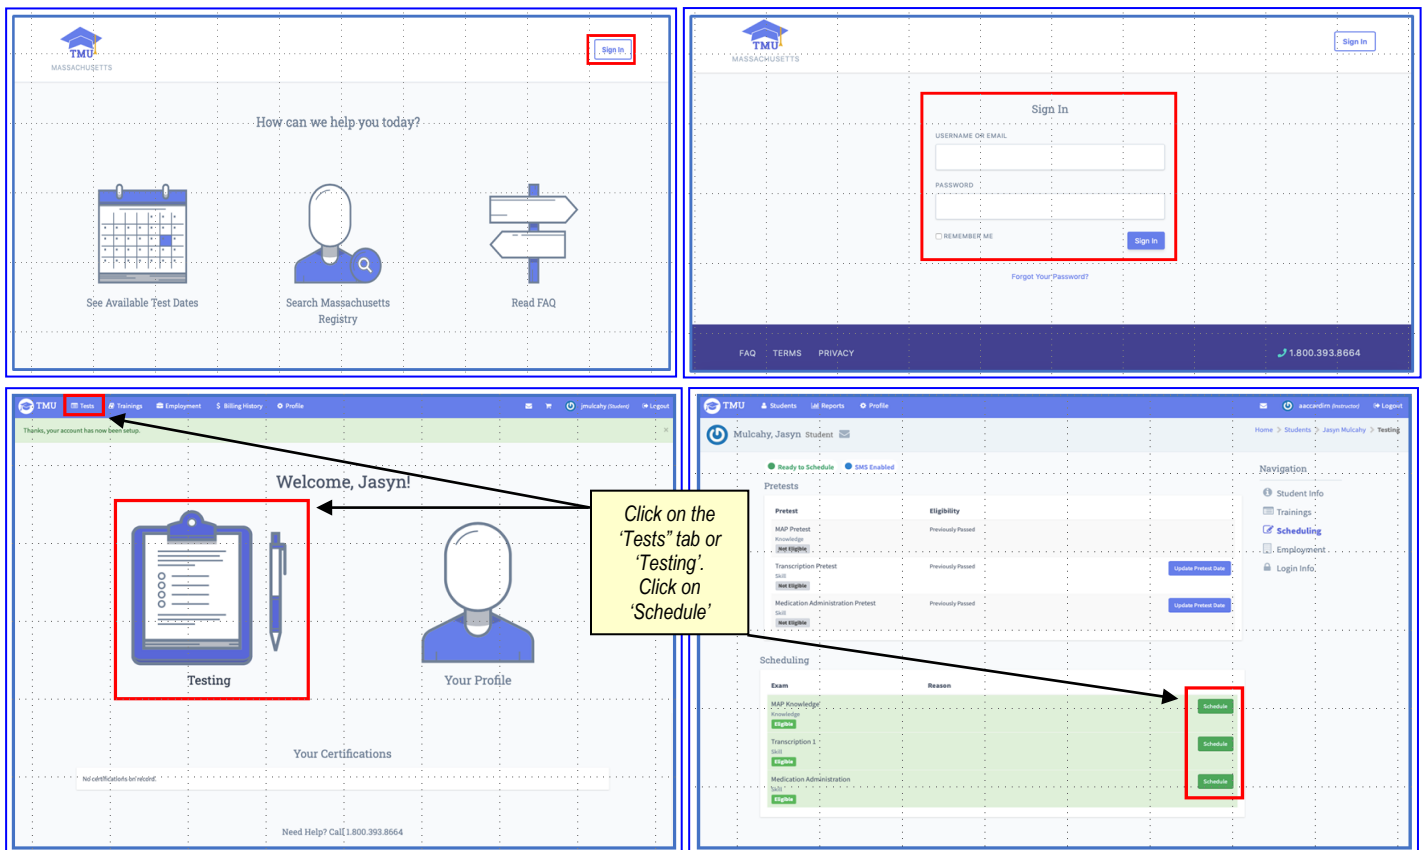 TMU
MASSACHUSETTS
Sign In
How can we help you today?
See Available Test Dates
Search Massachusetts
Registry
Read FAQ
TMU
MASSACHUSETTS
Sign In
Sign In
USERNAME OR EMAIL
PASSWORD
REMEMBER ME
Sign In
Forgot Your Password?
FAQ TERMS PRIVACY
1.800.393.8664
TMU Tests Trainings Employment $ Billing History Profile jmulcahy (Student) Logout
Thanks, your account has now been setup. ×
Welcome, Jasyn!
Testing
Your Profile
Your Certifications
No certifications on record.
Need Help? Call 1.800.393.8664
Click on the
‘Tests” tab or
‘Testing’.
Click on
‘Schedule’
TMU Students Reports Profile aaccardim (Instructor) Logout
Mulcahy, Jasyn Student
Home > Students > Jasyn Mulcahy > Testing
Ready to Schedule SMS Enabled
Pretests
Pretest Eligibility
MAP Pretest Previously Passed
Knowledge
Not Eligible
Transcription Pretest Previously Passed Update Pretest Date
Skill
Not Eligible
Medication Administration Pretest Previously Passed Update Pretest Date
Skill
Not Eligible
Scheduling
Exam Reason
MAP Knowledge Schedule
Knowledge
Eligible
Transcription 1 Schedule
Skill
Eligible
Medication Administration Schedule
Skill
Eligible
Navigation
Student Info
Trainings
Scheduling
Employment
Login Info